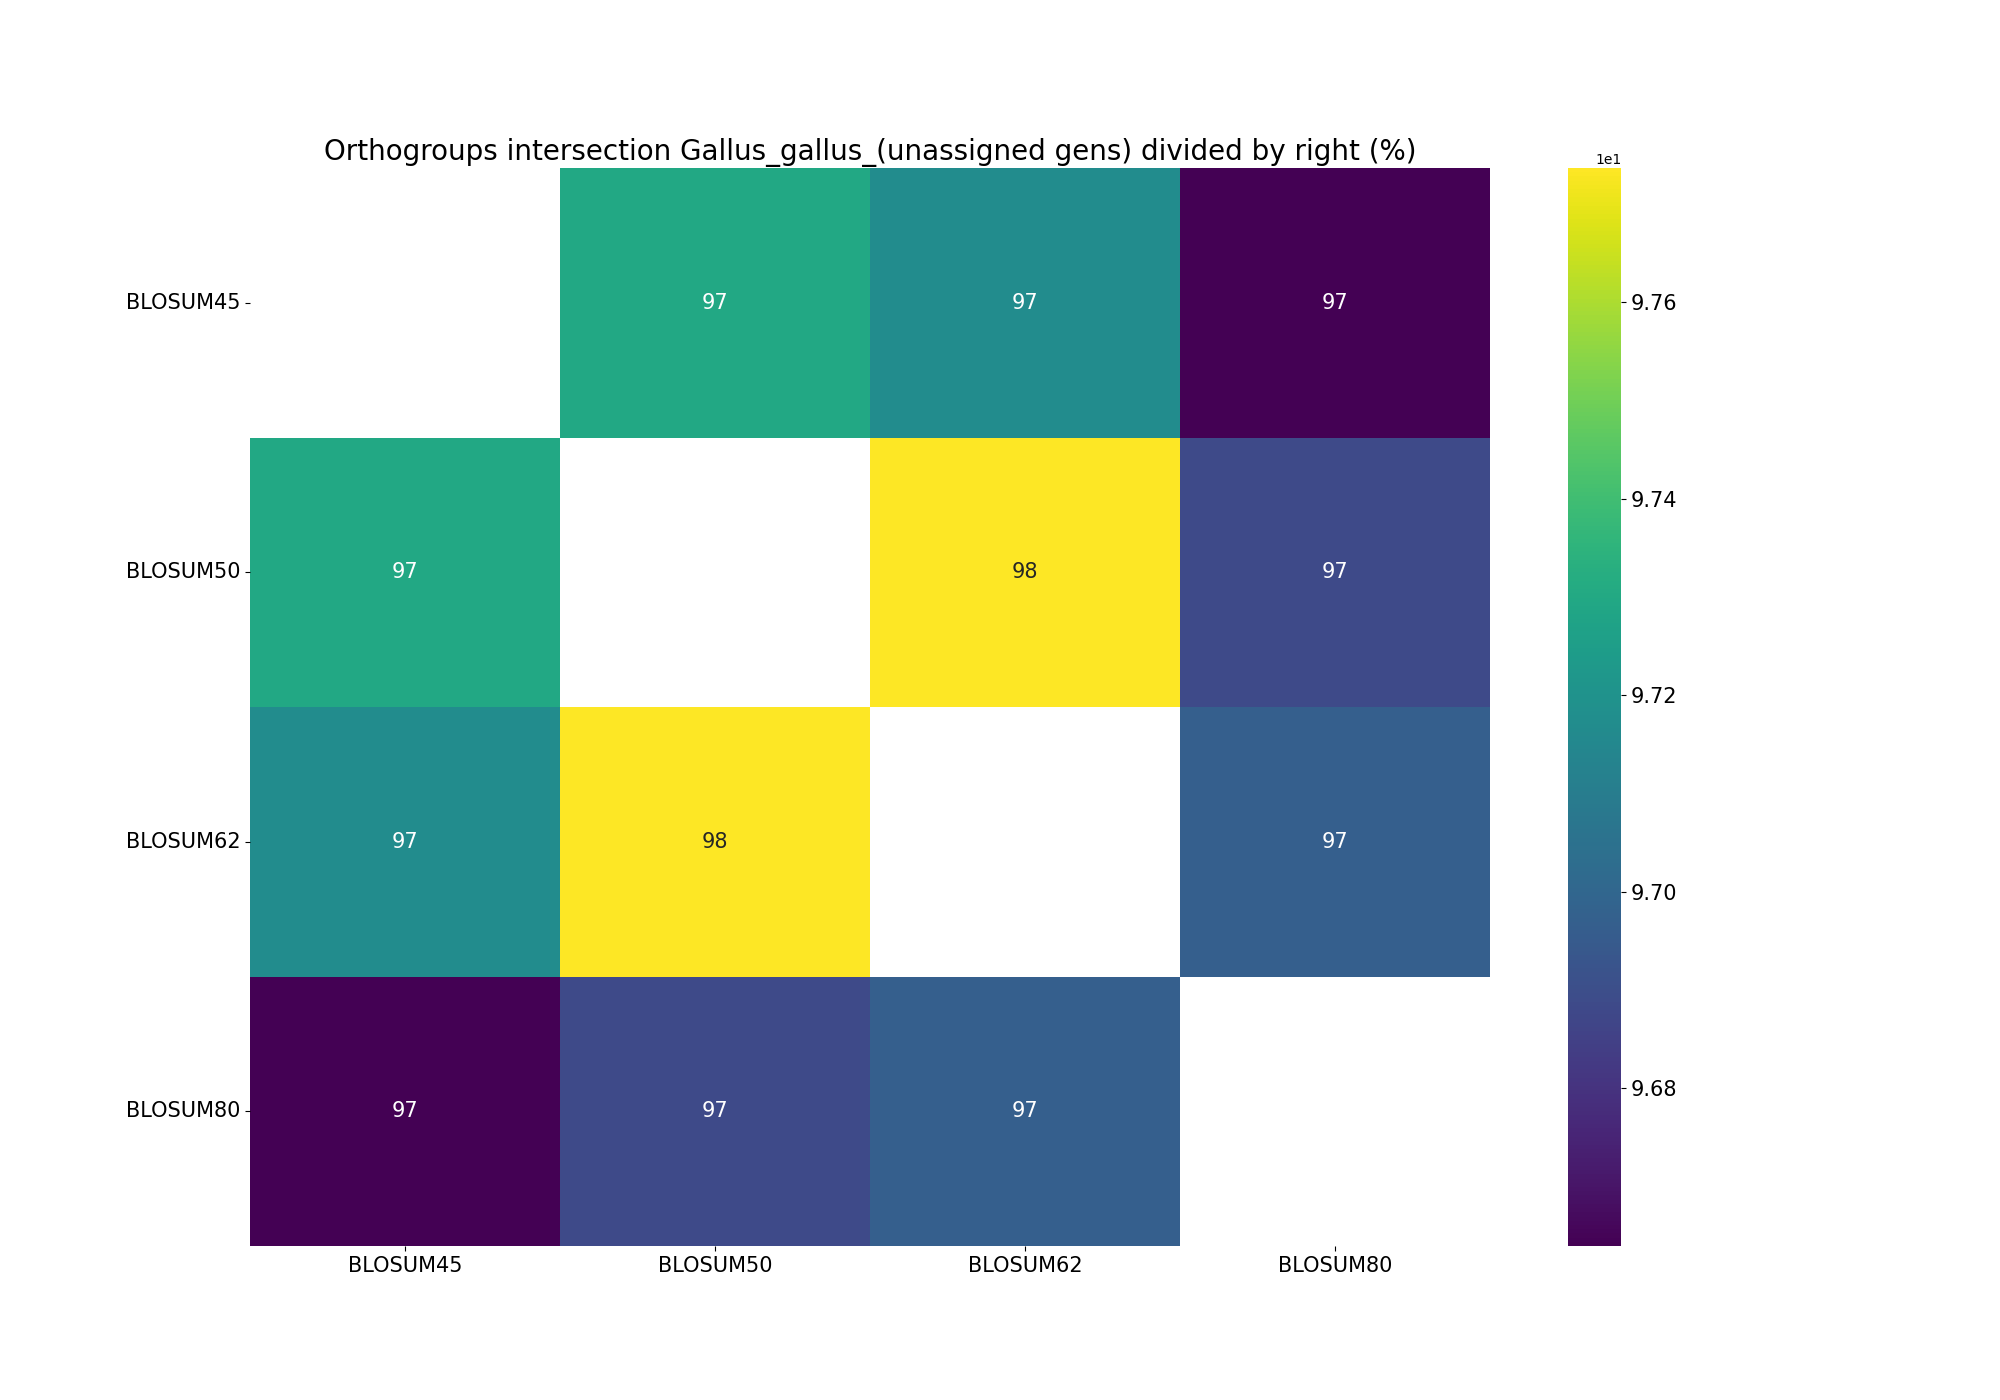 Orthogroups intersection Gallus_gallus_(unassigned gens) divided by right (%)
1e1
BLOSUM45 97 97 97
9.76
9.74
BLOSUM50 97 98 97
9.72
BLOSUM62 97 98 97
9.70
9.68
BLOSUM80 97 97 97
BLOSUM45 BLOSUM50 BLOSUM62 BLOSUM80